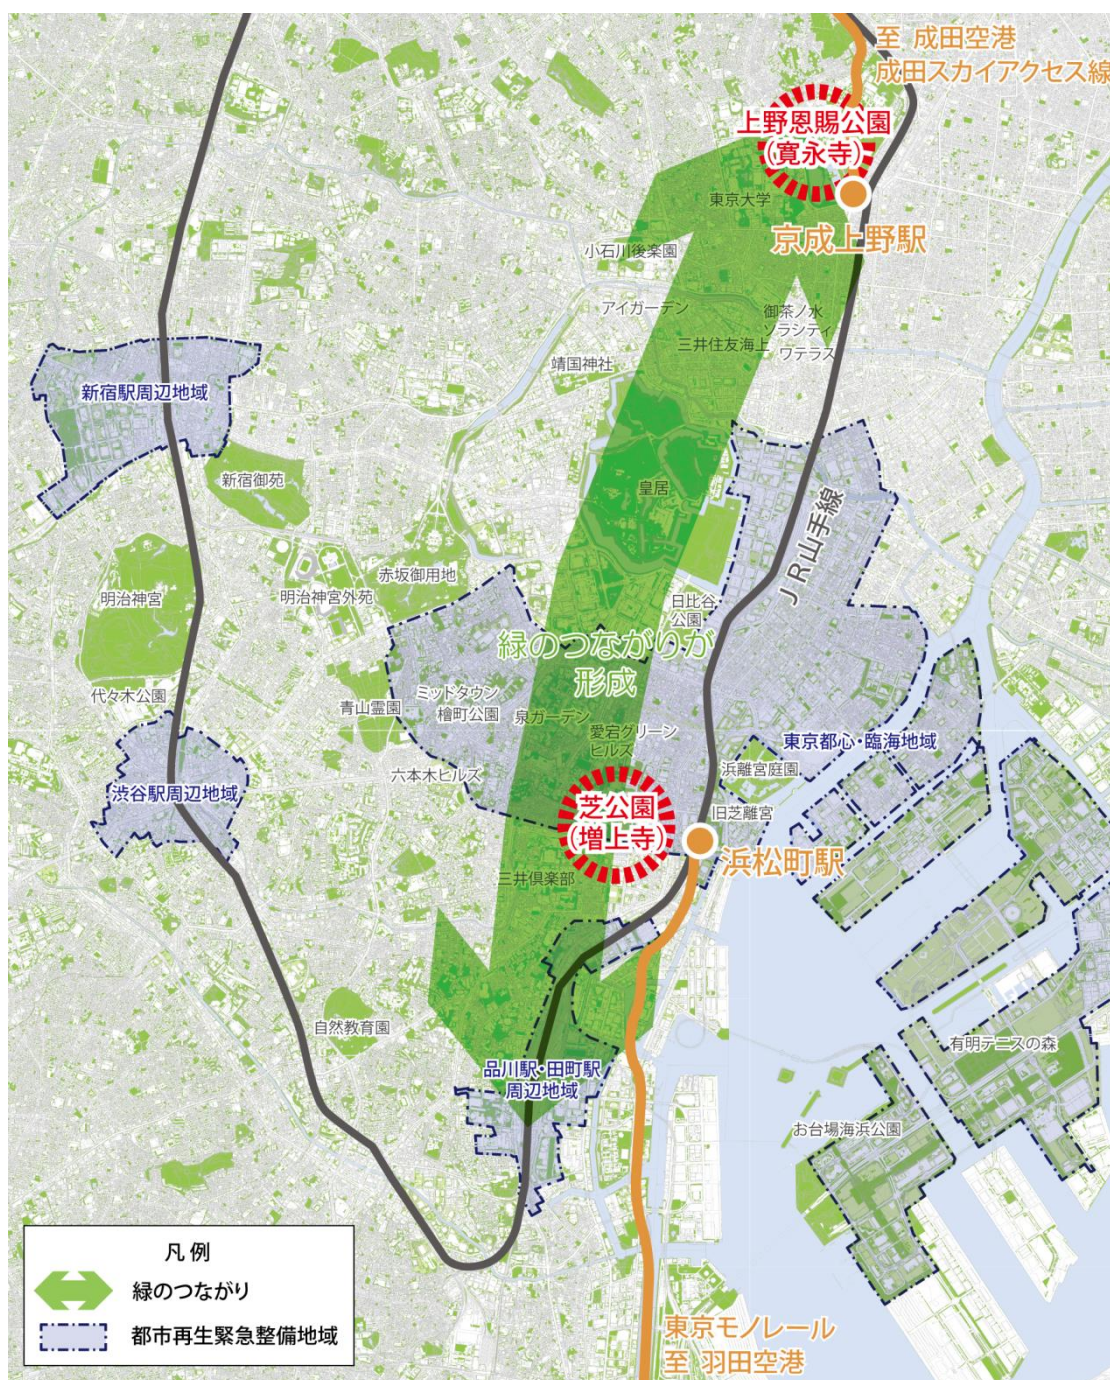 至 成田空港
成田スカイアクセス線
上野恩賜公園
(寛永寺)
東京大学
京成上野駅
小石川後楽園
アイガーデン
御茶ノ水
ソラシティ
三井住友海上
ワテラス
靖国神社
新宿駅周辺地域
新宿御苑
皇居
JR山手線
赤坂御用地
明治神宮
明治神宮外苑
日比谷
公園
緑のつながりが
形成
代々木公園
青山霊園
ミッドタウン
檜町公園
泉ガーデン
愛宕グリーン
ヒルズ
東京都心・臨海地域
六本木ヒルズ
浜離宮庭園
渋谷駅周辺地域
芝公園
(増上寺)
旧芝離宮
浜松町駅
三井倶楽部
自然教育園
有明テニスの森
品川駅・田町駅
周辺地域
お台場海浜公園
凡例
緑のつながり
都市再生緊急整備地域
東京モノレール
至 羽田空港